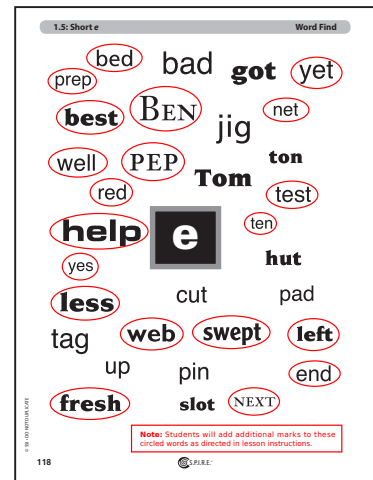 1.5: Short e Word Find
bed bad got yet
prep
best BEN net
jig
well PEP ton
Tom
red test
help e ten
yes hut
less cut pad
tag web swept left
up pin end
fresh slot NEXT
Note: Students will add additional marks to these
circled words as directed in lesson instructions.
118 S.P.I.R.E.